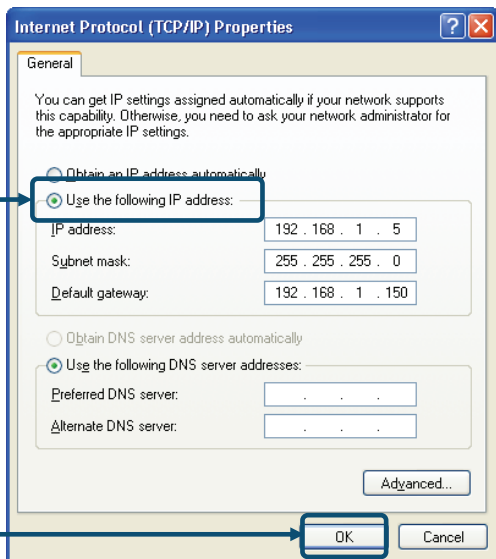 Internet Protocol (TCP/IP) Properties
General
You can get IP settings assigned automatically if your network supports
this capability. Otherwise, you need to ask your network administrator for
the appropriate IP settings.
Obtain an IP address automatically
Use the following IP address:
IP address: 192 . 168 . 1 . 5
Subnet mask: 255 . 255 . 255 . 0
Default gateway: 192 . 168 . 1 . 150
Obtain DNS server address automatically
Use the following DNS server addresses:
Preferred DNS server: . . .
Alternate DNS server: . . .
Advanced...
OK Cancel